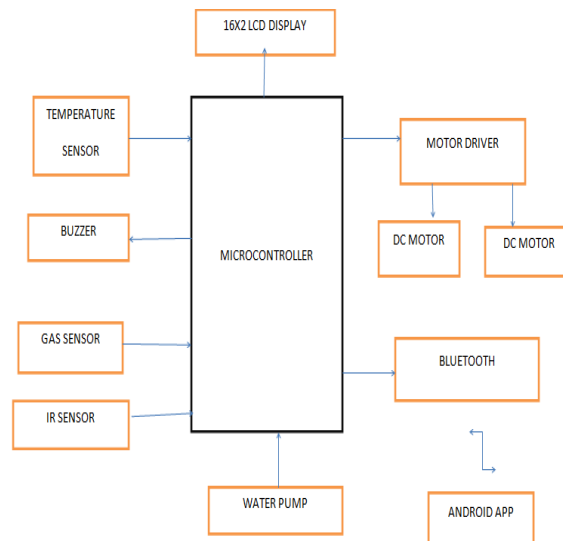 16X2 LCD DISPLAY
TEMPERATURE
SENSOR
MOTOR DRIVER
BUZZER
DC MOTOR
DC MOTOR
MICROCONTROLLER
GAS SENSOR
BLUETOOTH
IR SENSOR
WATER PUMP
ANDROID APP